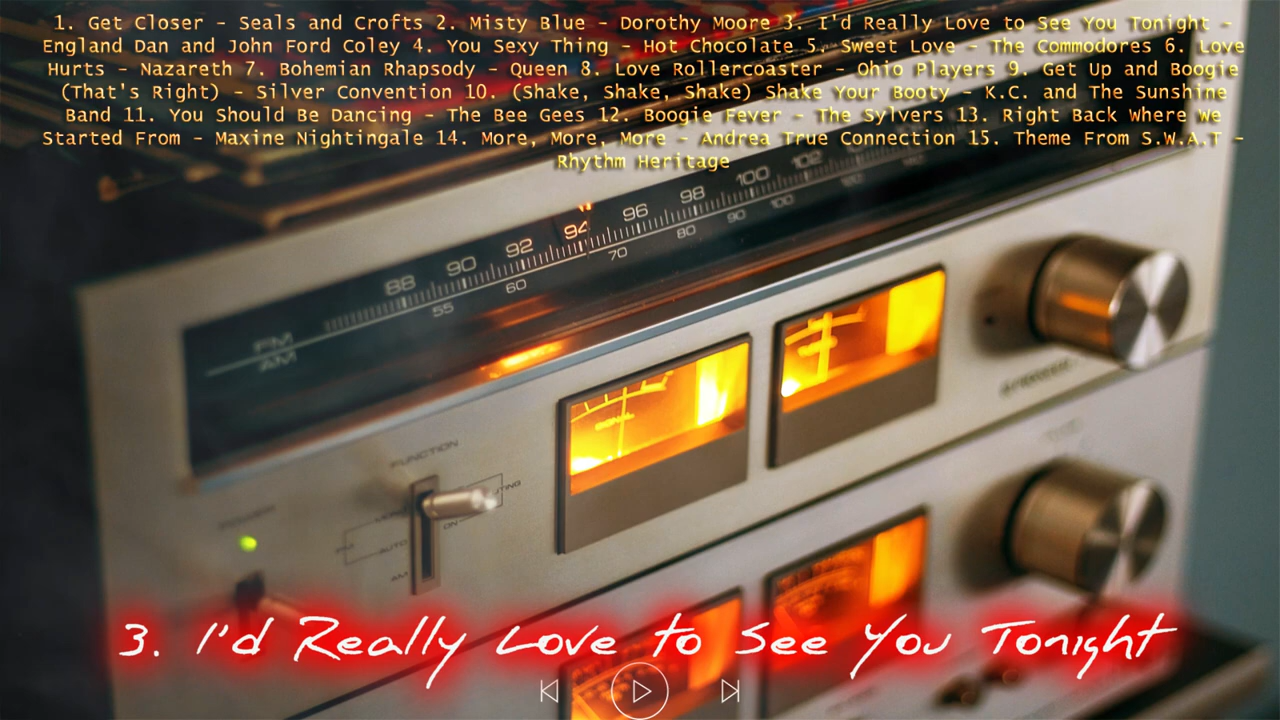 1. Get Closer - Seals and Crofts 2. Misty Blue - Dorothy Moore 3. I'd Really Love to See You Tonight -
England Dan and John Ford Coley 4. You Sexy Thing - Hot Chocolate 5. Sweet Love - The Commodores 6. Love
Hurts - Nazareth 7. Bohemian Rhapsody - Queen 8. Love Rollercoaster - Ohio Players 9. Get Up and Boogie
(That's Right) - Silver Convention 10. (Shake, Shake, Shake) Shake Your Booty - K.C. and The Sunshine
Band 11. You Should Be Dancing - The Bee Gees 12. Boogie Fever - The Sylvers 13. Right Back Where We
Started From - Maxine Nightingale 14. More, More, More - Andrea True Connection 15. Theme From S.W.A.T -
Rhythm Heritage
88 90 92 94 96 98 100 102
55 60 70 80 90 100
FM
AM
FUNCTION
POWER
ON
AUTO
AM
SIGNAL
3. I'd Really Love to See You Tonight